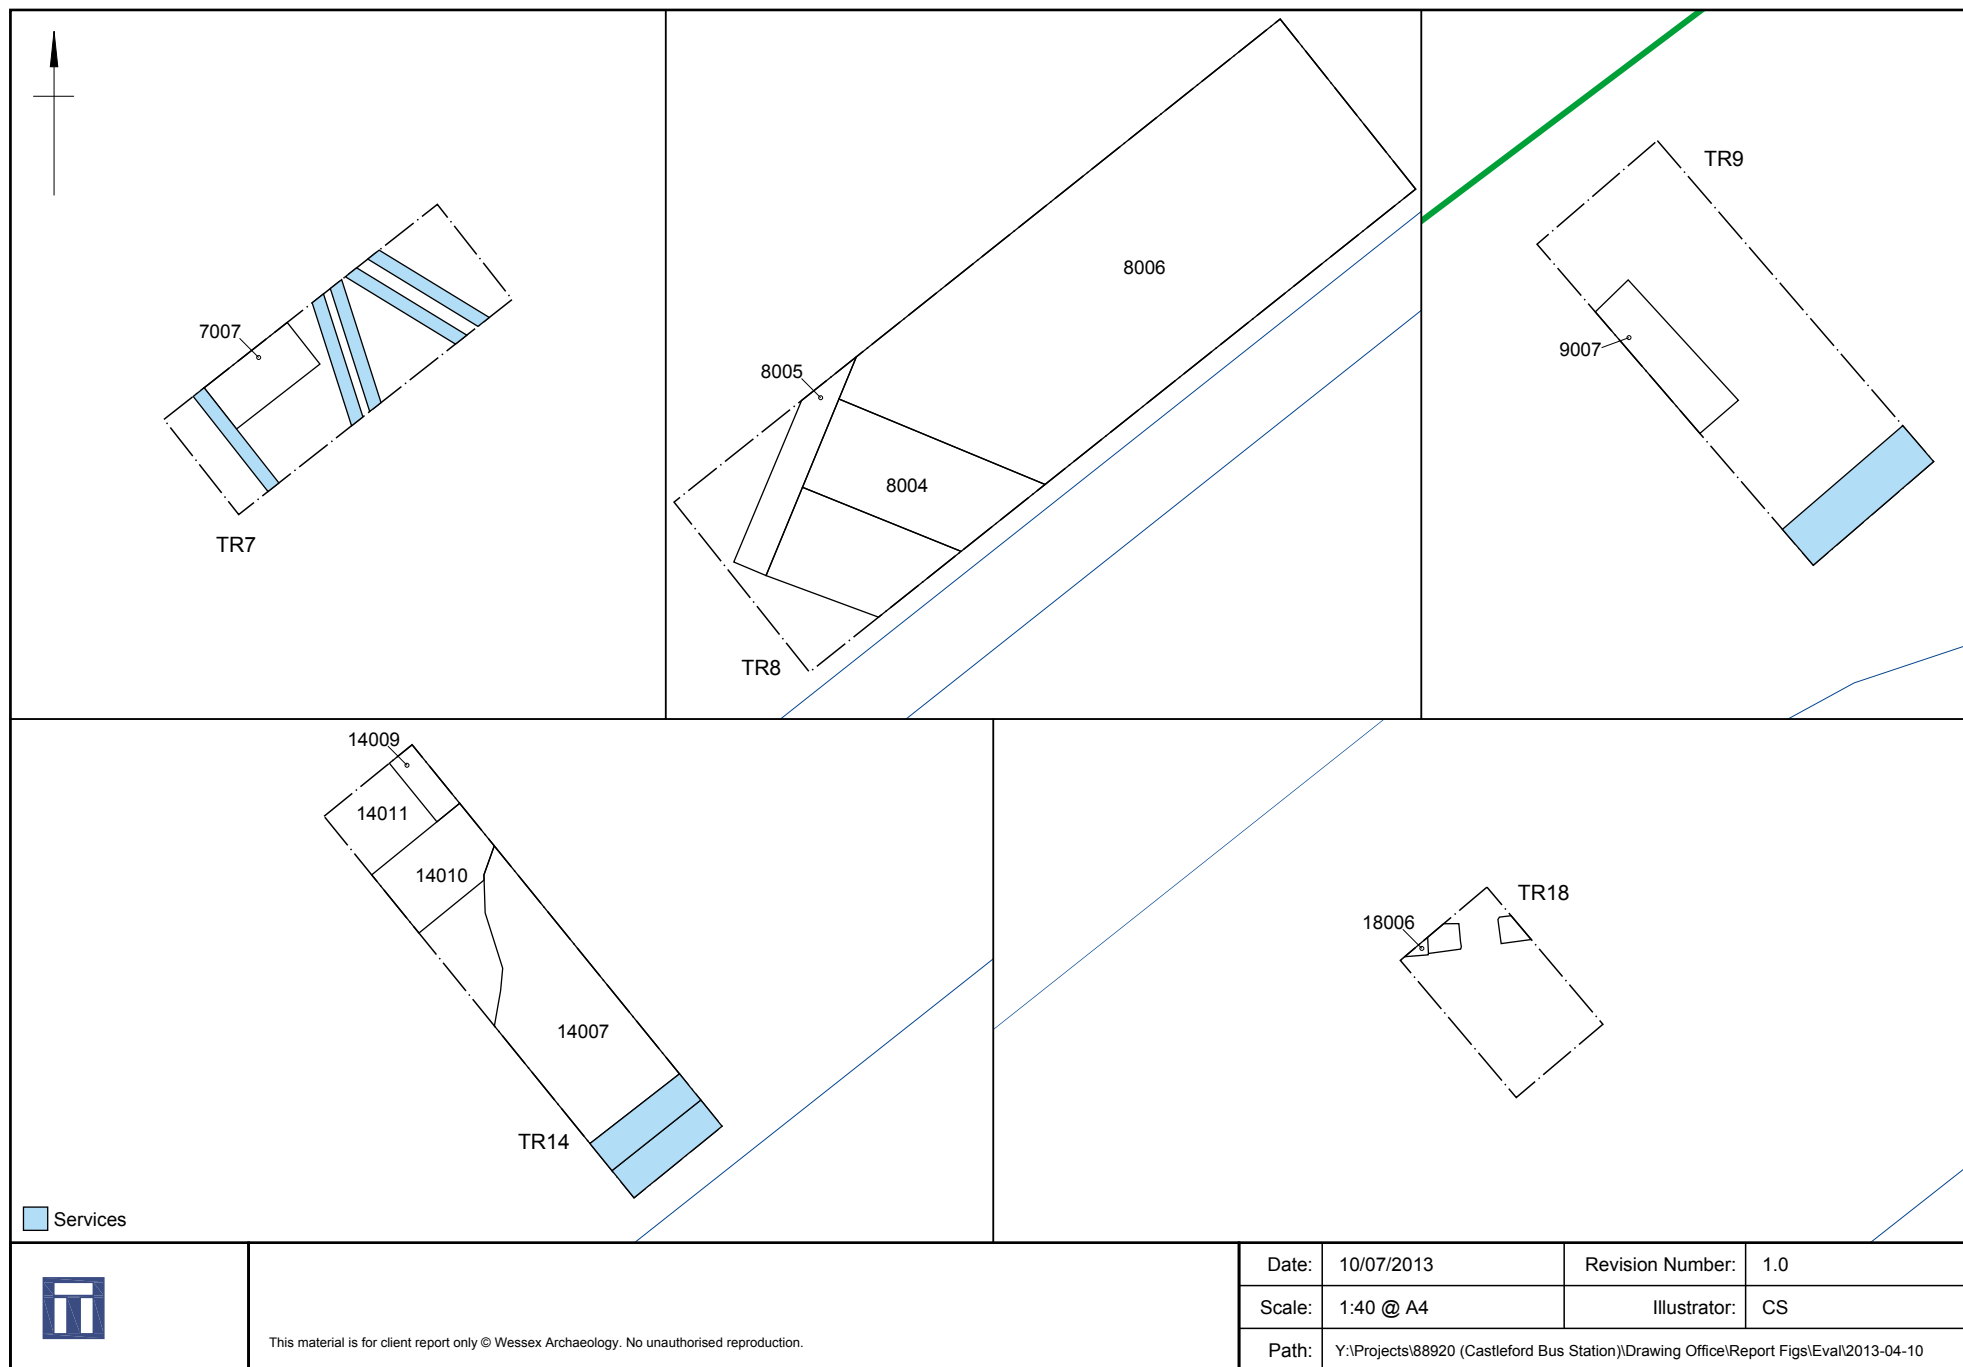 TR9
8006
7007
9007
8005
8004
TR7
TR8
14009
14011
14010
TR18
18006
14007
TR14
Services
Date: 10/07/2013 Revision Number: 1.0
Scale: 1:40 @ A4 Illustrator: CS
This material is for client report only © Wessex Archaeology. No unauthorised reproduction.
Path: Y:\Projects\88920 (Castleford Bus Station)\Drawing Office\Report Figs\Eval\2013-04-10